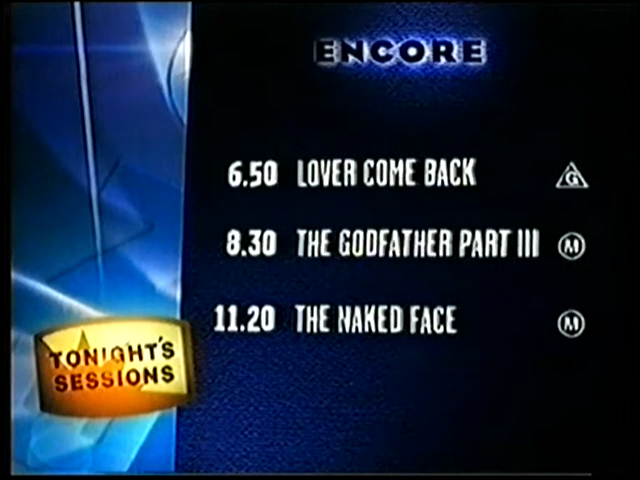 ENCORE
6.50 LOVER COME BACK G
8.30 THE GODFATHER PART III M
11.20 THE NAKED FACE M
TONIGHT'S
SESSIONS